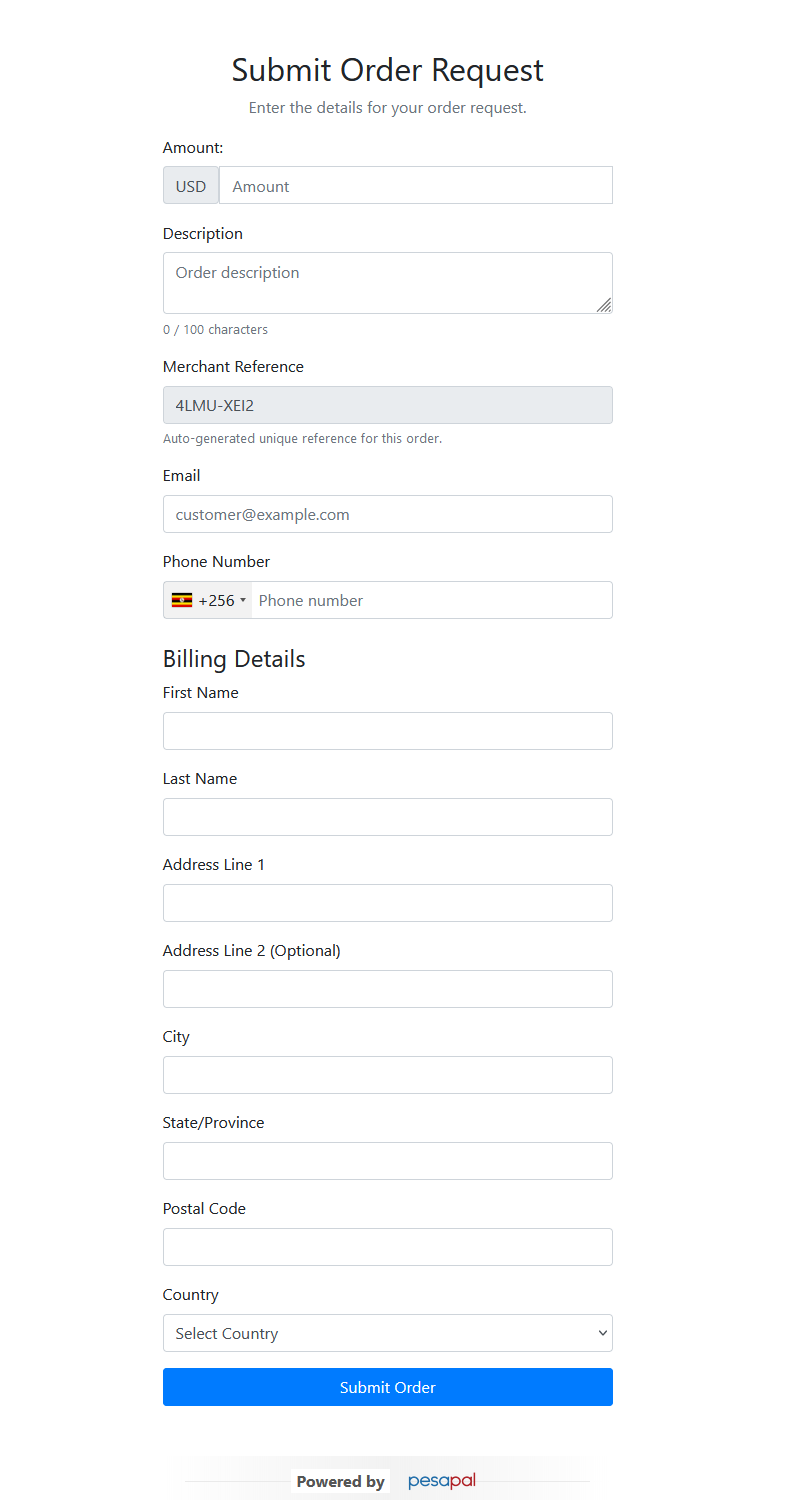 Submit Order Request
Enter the details for your order request.
Amount:
USD Amount
Description
Order description
0 / 100 characters
Merchant Reference
4LMU-XEI2
Auto-generated unique reference for this order.
Email
customer@example.com
Phone Number
+256 Phone number
Billing Details
First Name
Last Name
Address Line 1
Address Line 2 (Optional)
City
State/Province
Postal Code
Country
Select Country
Submit Order
Powered by pesapal